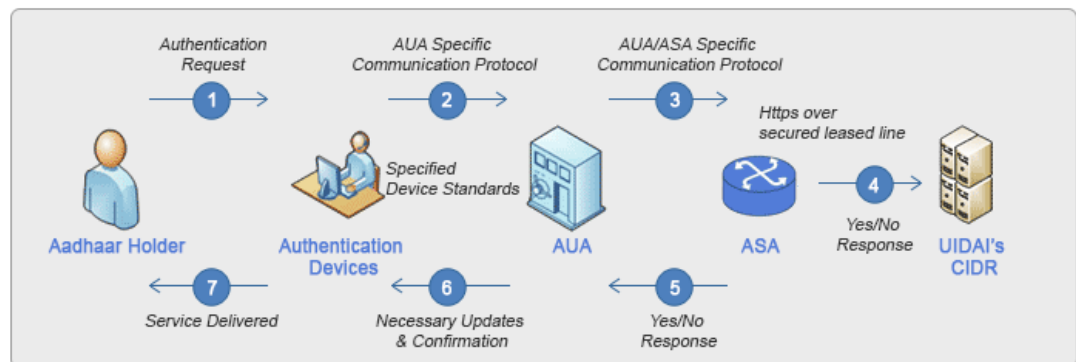 Authentication
Request
1
AUA Specific
Communication Protocol
2
AUA/ASA Specific
Communication Protocol
3
Https over
secured leased line
4
Yes/No
Response
Specified
Device Standards
Aadhaar Holder
Authentication
Devices
AUA
ASA
UIDAI's
CIDR
7
Service Delivered
6
Necessary Updates
& Confirmation
5
Yes/No
Response